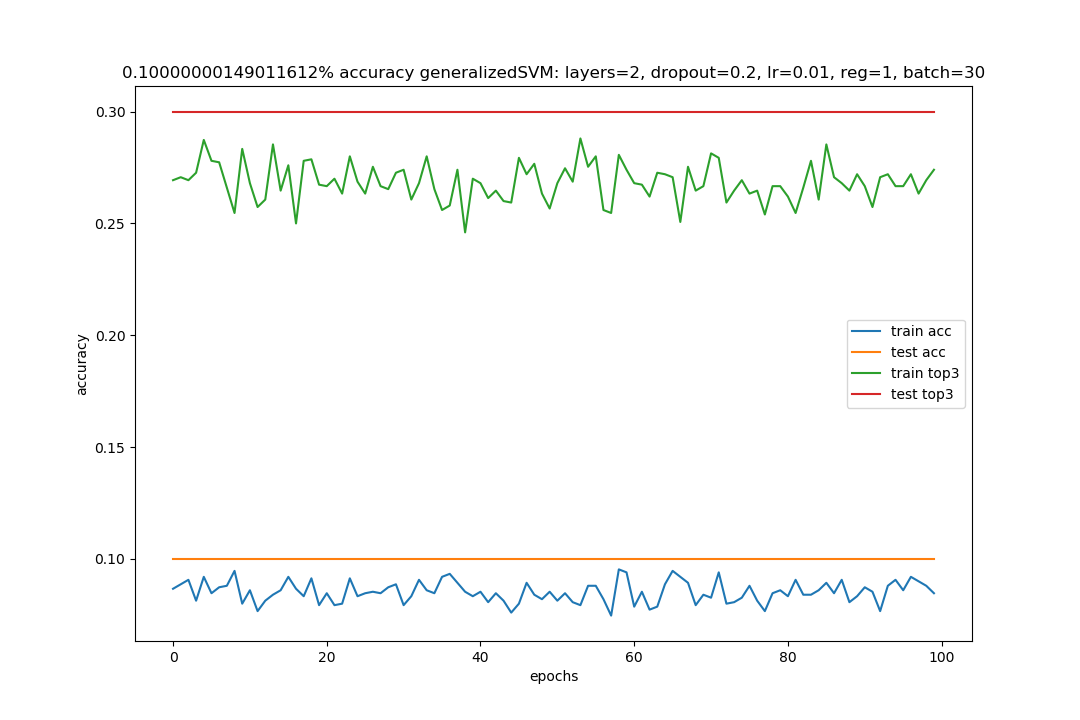 0.10000000149011612% accuracy generalizedSVM: layers=2, dropout=0.2, lr=0.01, reg=1, batch=30
0.30
0.25
0.20
0.15
0.10
accuracy
train acc
test acc
train top3
test top3
0
20
40
60
80
100
epochs